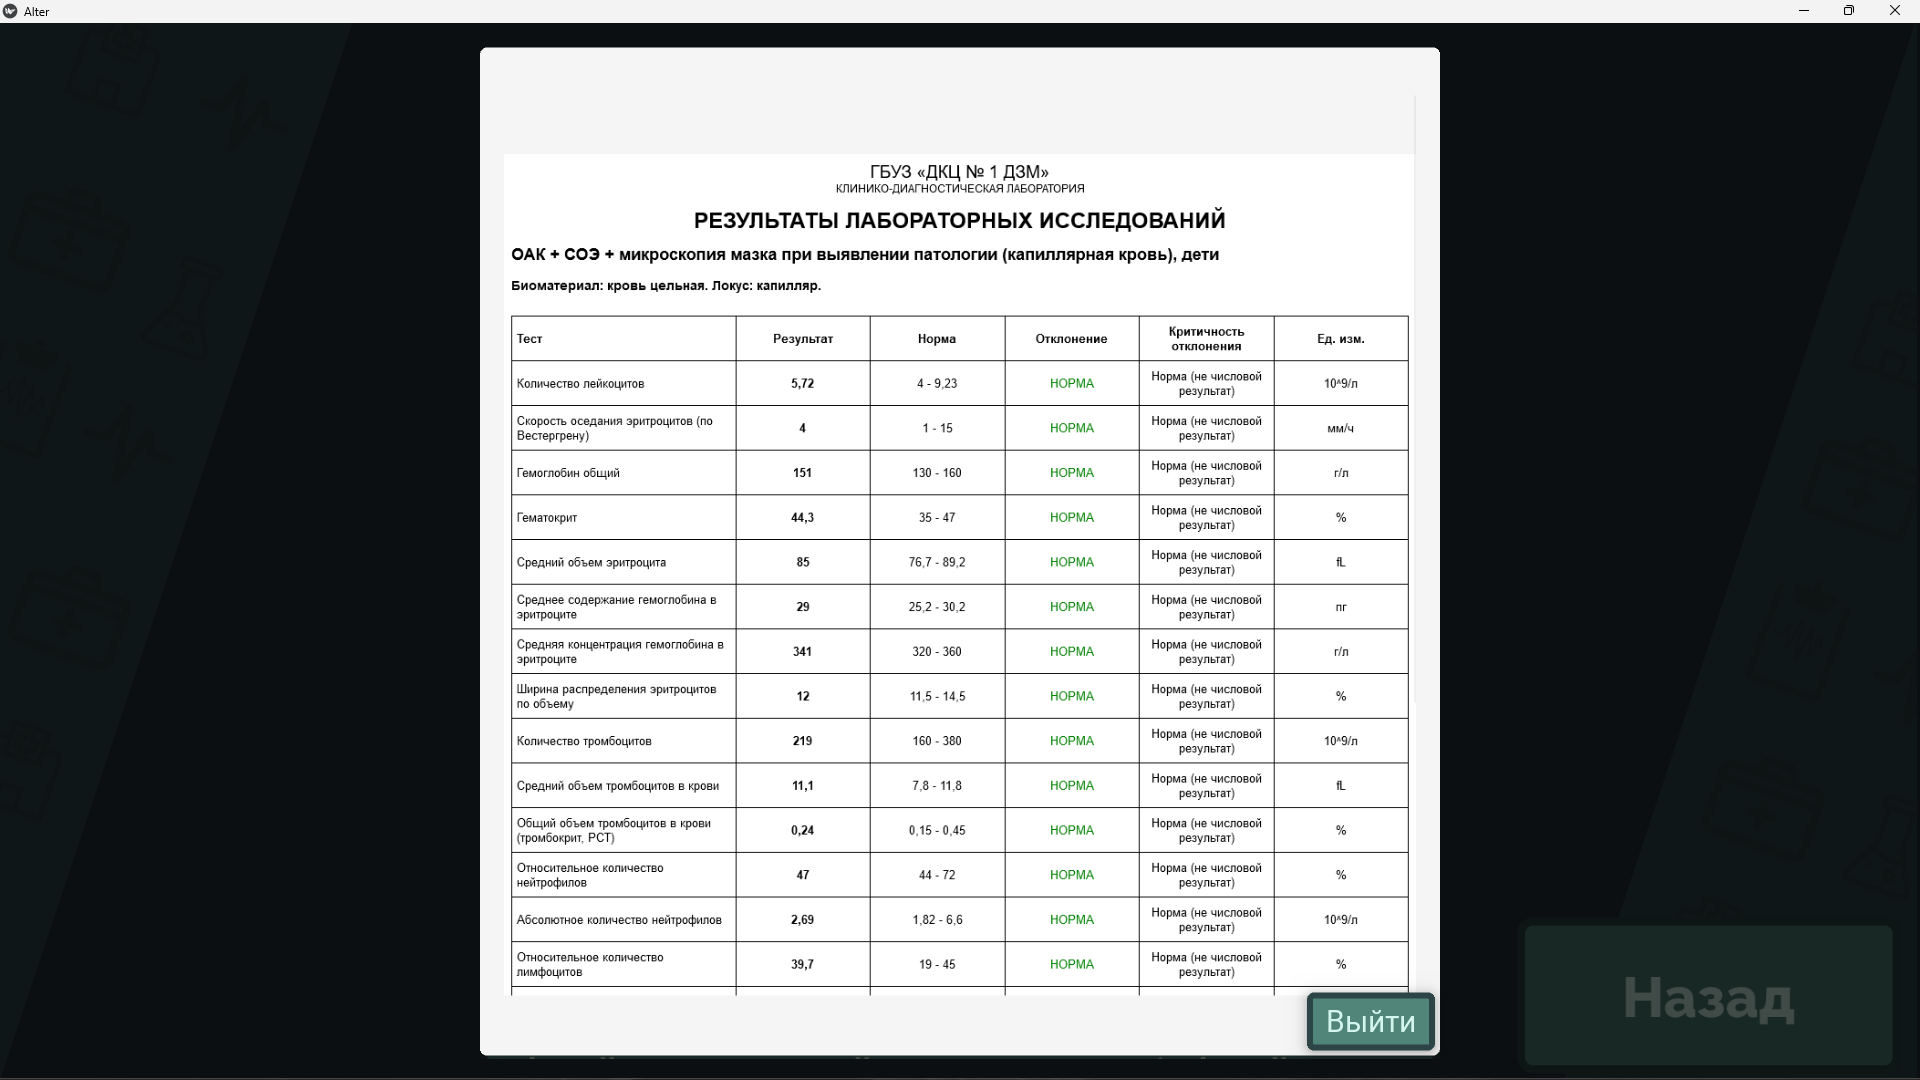 Alter
ГБУЗ «ДКЦ № 1 ДЗМ»
КЛИНИКО-ДИАГНОСТИЧЕСКАЯ ЛАБОРАТОРИЯ
РЕЗУЛЬТАТЫ ЛАБОРАТОРНЫХ ИССЛЕДОВАНИЙ
ОАК + СОЭ + микроскопия мазка при выявлении патологии (капиллярная кровь), дети
Биоматериал: кровь цельная. Локус: капилляр.
Тест Результат Норма Отклонение Критичность отклонения Ед. изм.
Количество лейкоцитов 5,72 4 - 9,23 НОРМА Норма (не числовой результат) 10^9/л
Скорость оседания эритроцитов (по Вестергрену) 4 1 - 15 НОРМА Норма (не числовой результат) мм/ч
Гемоглобин общий 151 130 - 160 НОРМА Норма (не числовой результат) г/л
Гематокрит 44,3 35 - 47 НОРМА Норма (не числовой результат) %
Средний объем эритроцита 85 76,7 - 89,2 НОРМА Норма (не числовой результат) fL
Среднее содержание гемоглобина в эритроците 29 25,2 - 30,2 НОРМА Норма (не числовой результат) пг
Средняя концентрация гемоглобина в эритроците 341 320 - 360 НОРМА Норма (не числовой результат) г/л
Ширина распределения эритроцитов по объему 12 11,5 - 14,5 НОРМА Норма (не числовой результат) %
Количество тромбоцитов 219 160 - 380 НОРМА Норма (не числовой результат) 10^9/л
Средний объем тромбоцитов в крови 11,1 7,8 - 11,8 НОРМА Норма (не числовой результат) fL
Общий объем тромбоцитов в крови (тромбокрит, PCT) 0,24 0,15 - 0,45 НОРМА Норма (не числовой результат) %
Относительное количество нейтрофилов 47 44 - 72 НОРМА Норма (не числовой результат) %
Абсолютное количество нейтрофилов 2,69 1,82 - 6,6 НОРМА Норма (не числовой результат) 10^9/л
Относительное количество лимфоцитов 39,7 19 - 45 НОРМА Норма (не числовой результат) %
Выйти
Назад